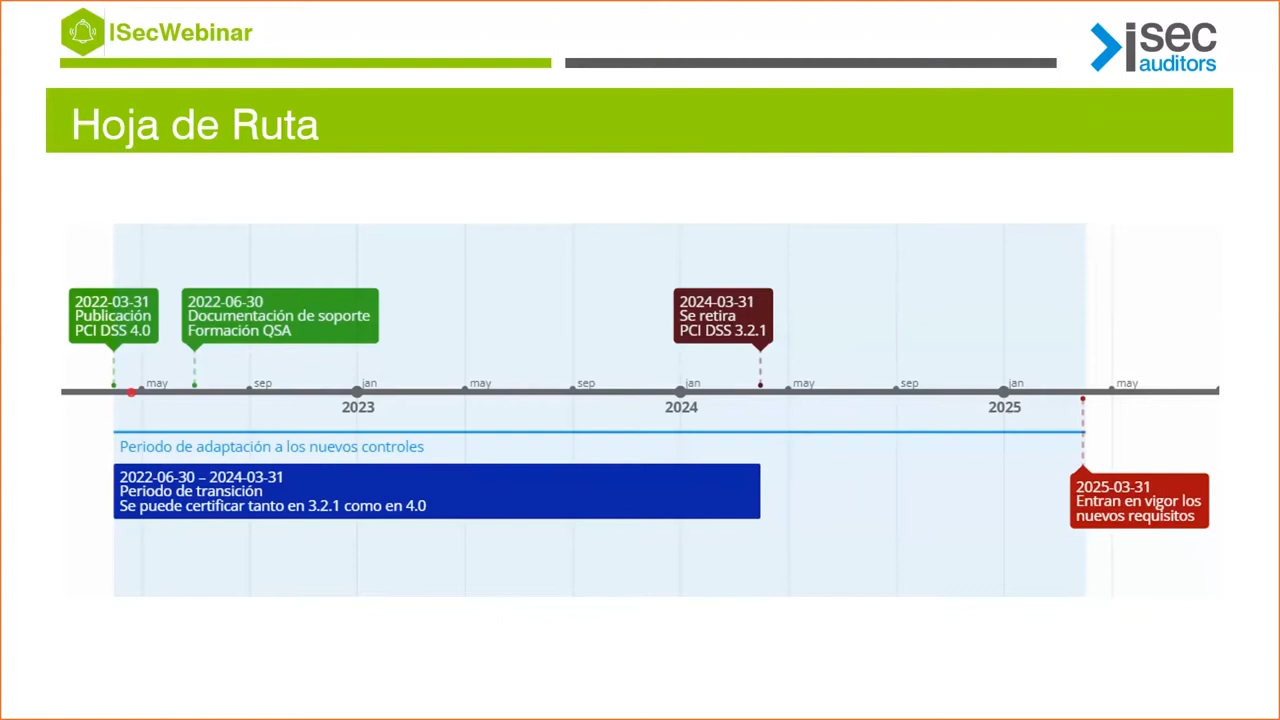 ISecWebinar
isec
auditors
Hoja de Ruta
2022-03-31
Publicación
PCI DSS 4.0
2022-06-30
Documentación de soporte
Formación QSA
2024-03-31
Se retira
PCI DSS 3.2.1
may
sep
jan
may
sep
jan
may
sep
jan
may
2023
2024
2025
Periodo de adaptación a los nuevos controles
2022-06-30 – 2024-03-31
Periodo de transición
Se puede certificar tanto en 3.2.1 como en 4.0
2025-03-31
Entran en vigor los
nuevos requisitos